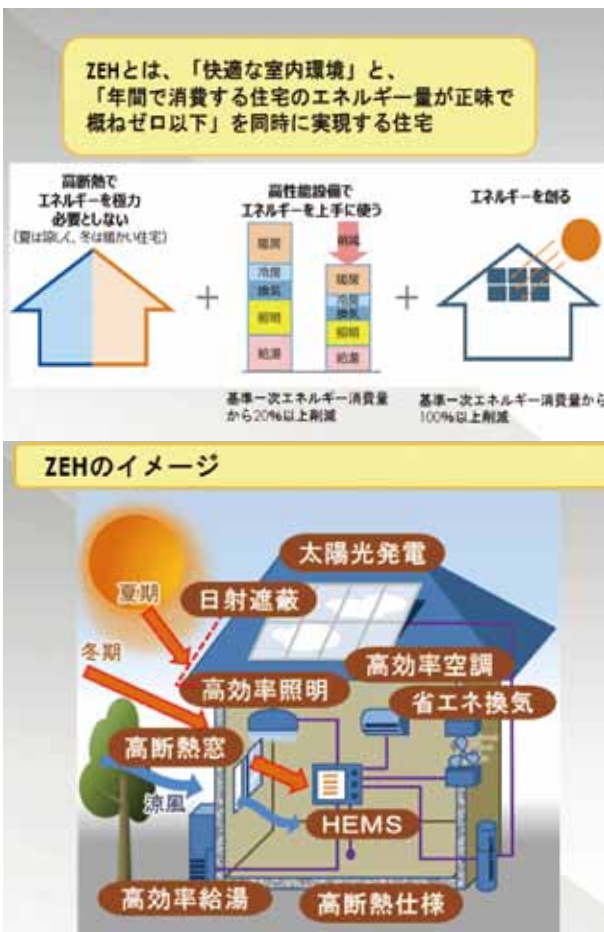 ZEHとは、「快適な室内環境」と、
「年間で消費する住宅のエネルギー量が正味で
概ねゼロ以下」を同時に実現する住宅
高断熱で
エネルギーを極力
必要としない
(夏は涼しく、冬は暖かい住宅)
高性能設備で
エネルギーを上手に使う
エネルギーを創る
暖房
冷房
換気
照明
給湯
削減
暖房
冷房
換気
照明
給湯
+
+
基準一次エネルギー消費量
から20%以上削減
基準一次エネルギー消費量から
100%以上削減
ZEHのイメージ
太陽光発電
夏期
日射遮蔽
冬期
高効率空調
高効率照明
省エネ換気
高断熱窓
涼風
HEMS
高効率給湯
高断熱仕様